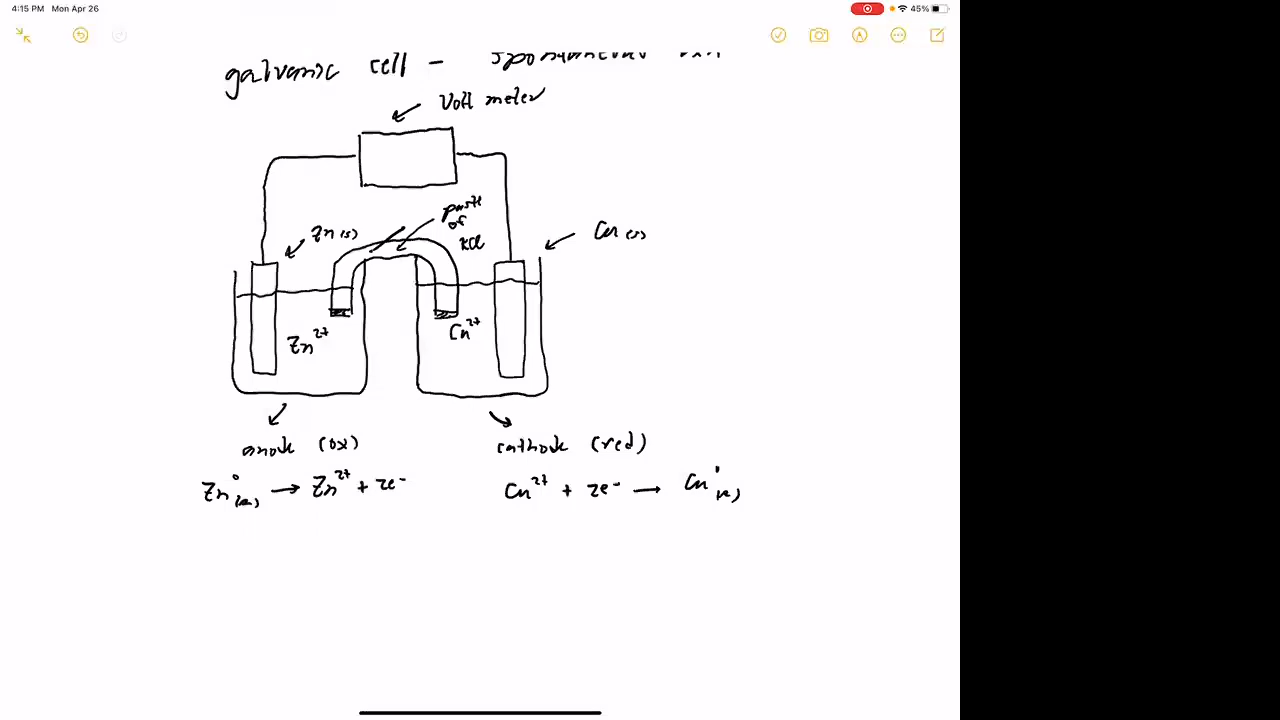 4:15 PM Mon Apr 26
45%
galvanic cell -
Volt meter
Zn(s)
paste
of
KCl
Cu(s)
Zn²⁺
Cu²⁺
anode (ox)
cathode (red)
Zn°(s) → Zn²⁺ + 2e⁻
Cu²⁺ + 2e⁻ → Cu°(s)